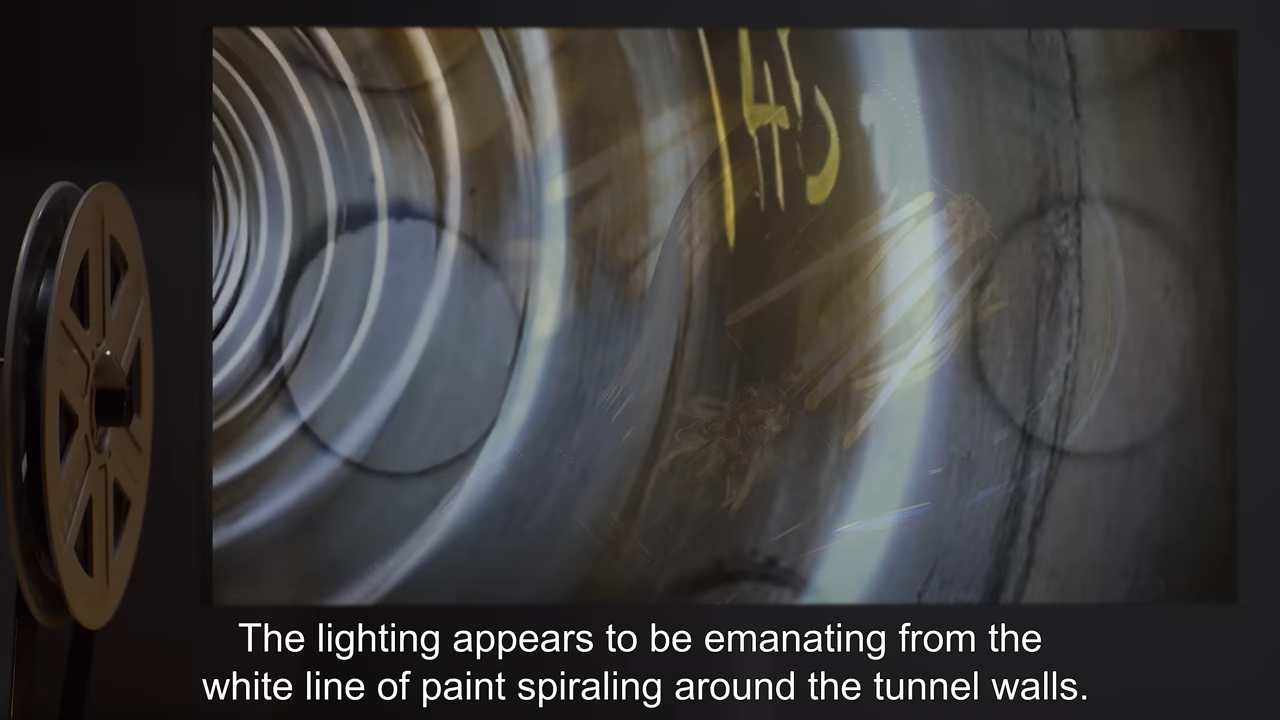 The lighting appears to be emanating from the
white line of paint spiraling around the tunnel walls.